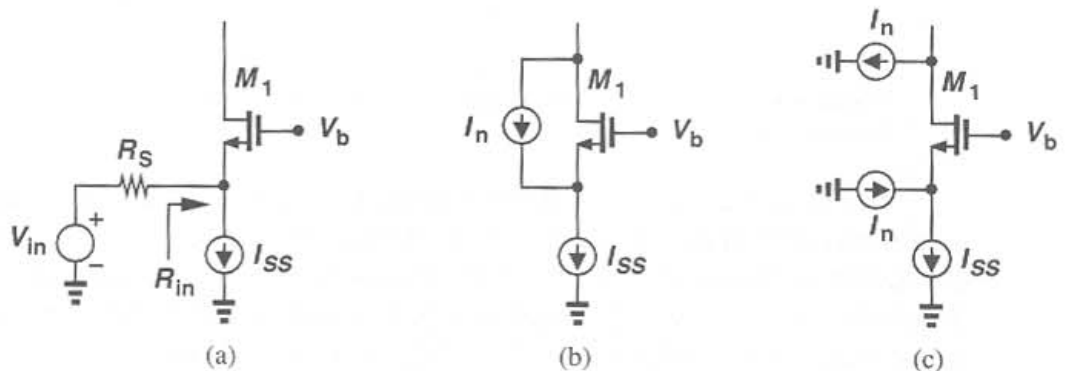 M1
Vb
RS
Vin
+
–
Rin
ISS
(a)
In
M1
Vb
ISS
(b)
In
M1
Vb
In
ISS
(c)